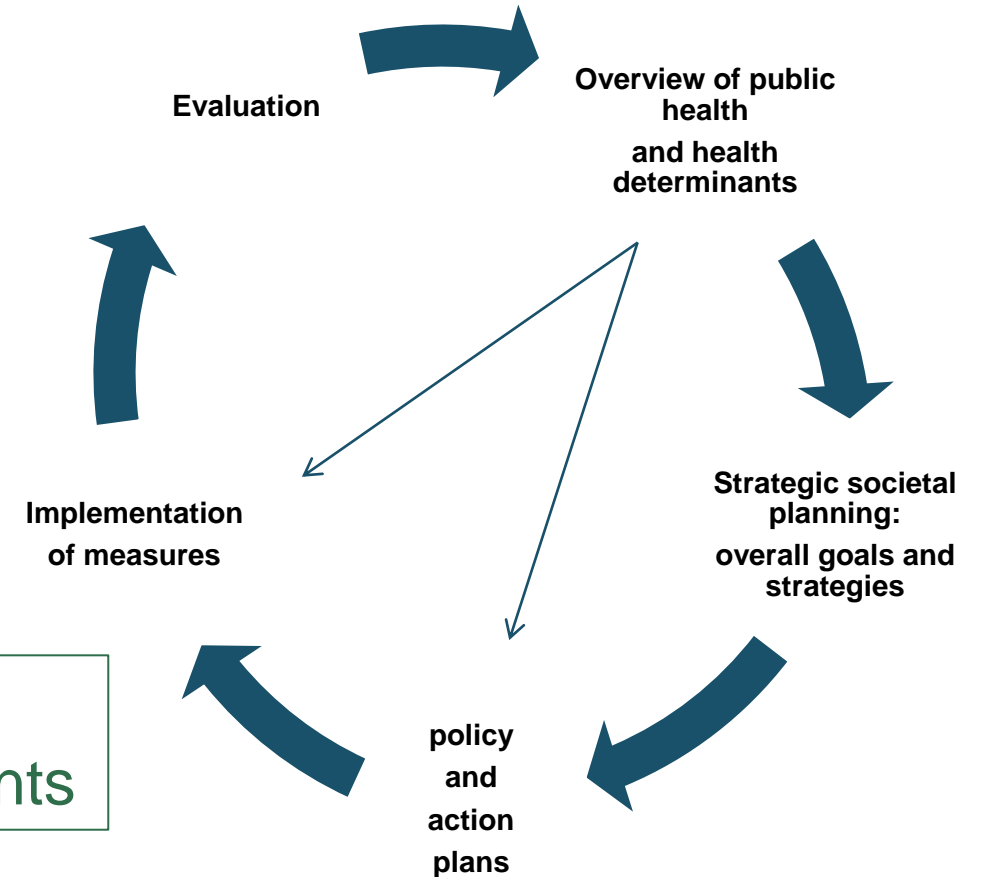 Evaluation
Overview of public
health
and health
determinants
Strategic societal
planning:
overall goals and
strategies
policy
and
action
plans
Implementation
of measures
nts